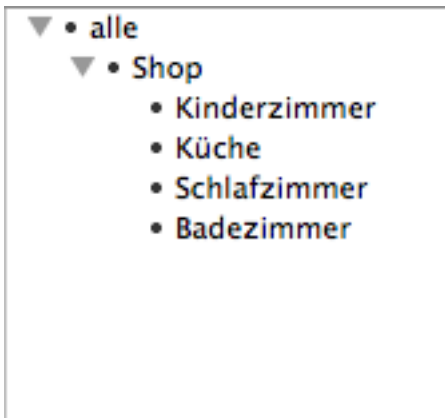 • alle
• Shop
• Kinderzimmer
• Küche
• Schlafzimmer
• Badezimmer